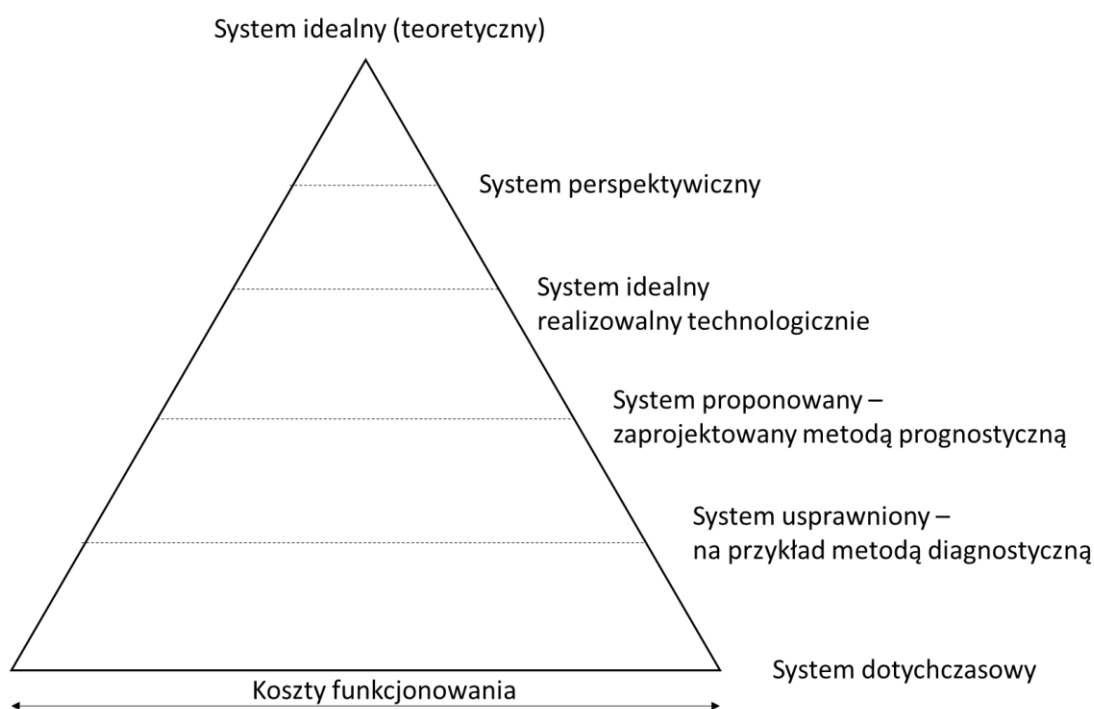 System idealny (teoretyczny)
System perspektywiczny
System idealny
realizowalny technologicznie
System proponowany –
zaprojektowany metodą prognostyczną
System usprawniony –
na przykład metodą diagnostyczną
System dotychczasowy
Koszty funkcjonowania